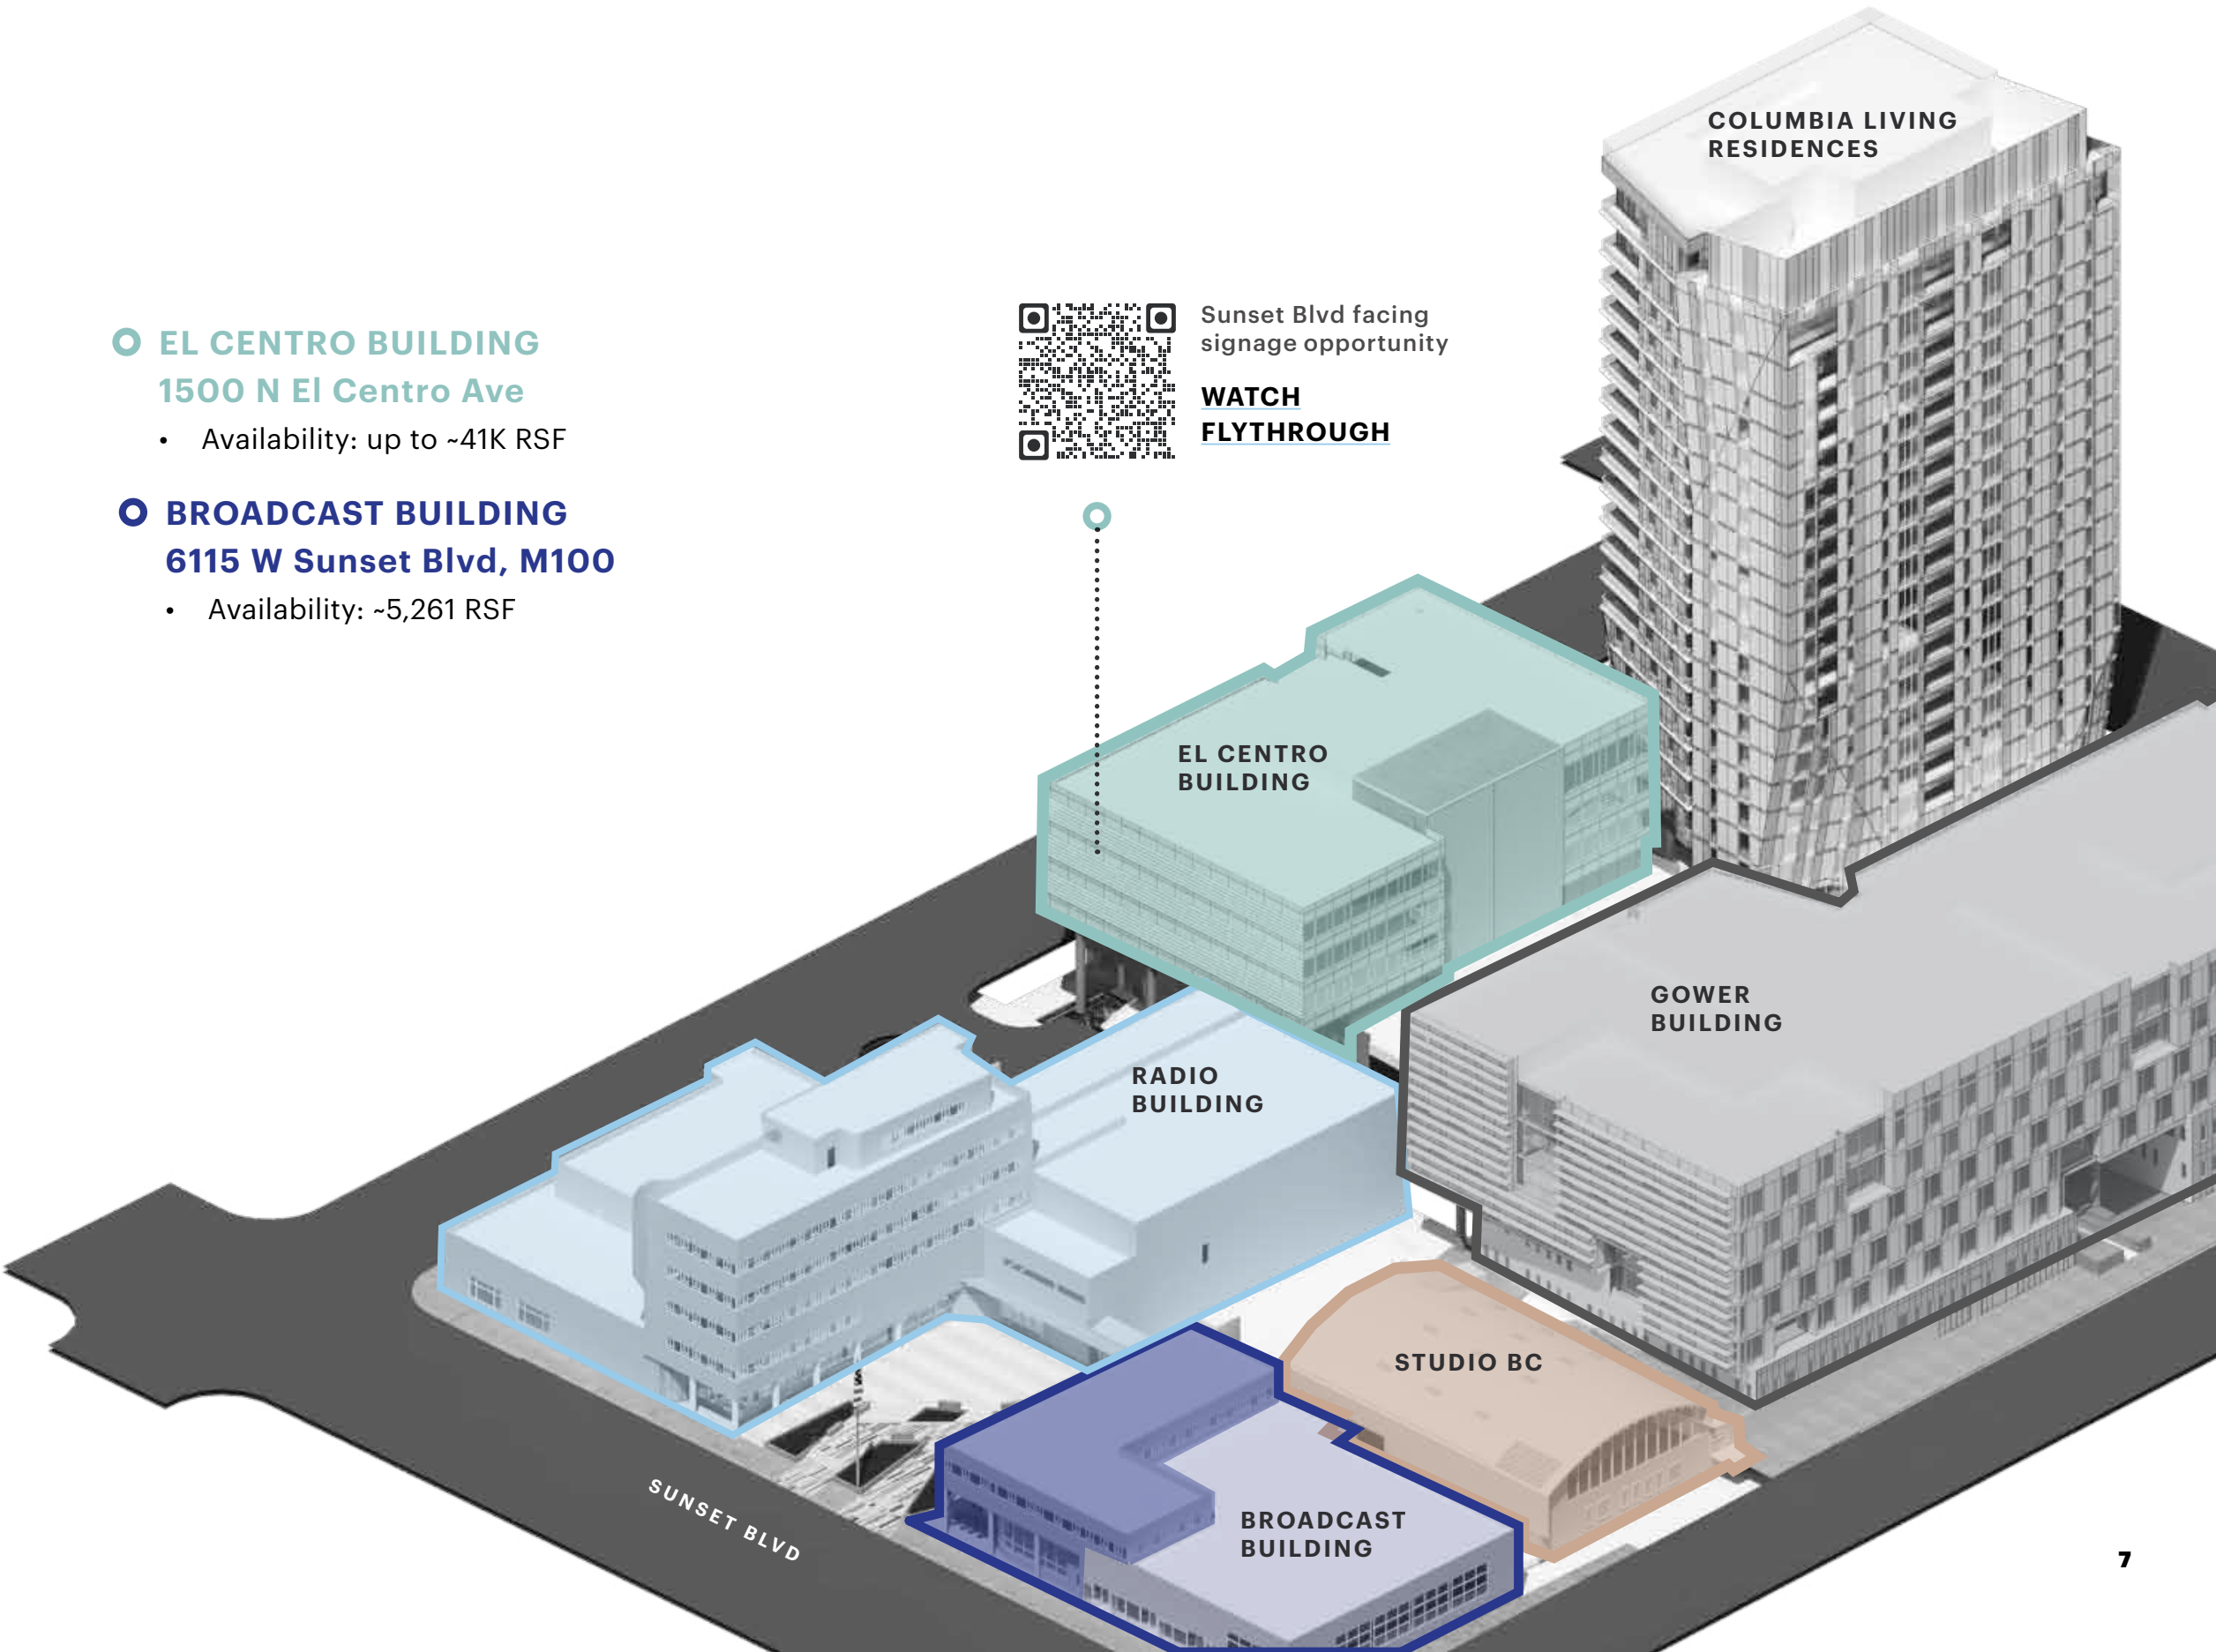 COLUMBIA LIVING
RESIDENCES
EL CENTRO BUILDING
1500 N El Centro Ave
• Availability: up to ~41K RSF
BROADCAST BUILDING
6115 W Sunset Blvd, M100
• Availability: ~5,261 RSF
Sunset Blvd facing
signage opportunity
WATCH
FLYTHROUGH
EL CENTRO
BUILDING
GOWER
BUILDING
RADIO
BUILDING
STUDIO BC
BROADCAST
BUILDING
SUNSET BLVD
7